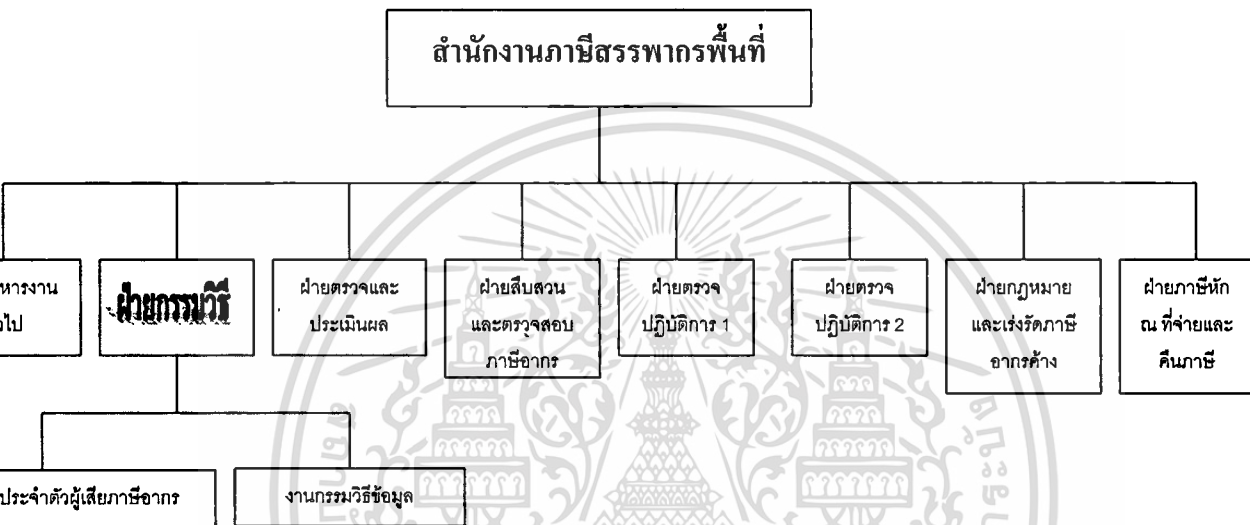 สำนักงานภาษีสรรพากรพื้นที่
หารงาน
ไป
ฝ่ายกรรมวิธี
ฝ่ายตรวจและ
ประเมินผล
ฝ่ายสืบสวน
และตรวจสอบ
ภาษีอากร
ฝ่ายตรวจ
ปฏิบัติการ 1
ฝ่ายตรวจ
ปฏิบัติการ 2
ฝ่ายกฎหมาย
และเร่งรัดภาษี
อากรค้าง
ฝ่ายภาษีหัก
ณ ที่จ่ายและ
คืนภาษี
ประจำตัวผู้เสียภาษีอากร
งานกรรมวิธีข้อมูล